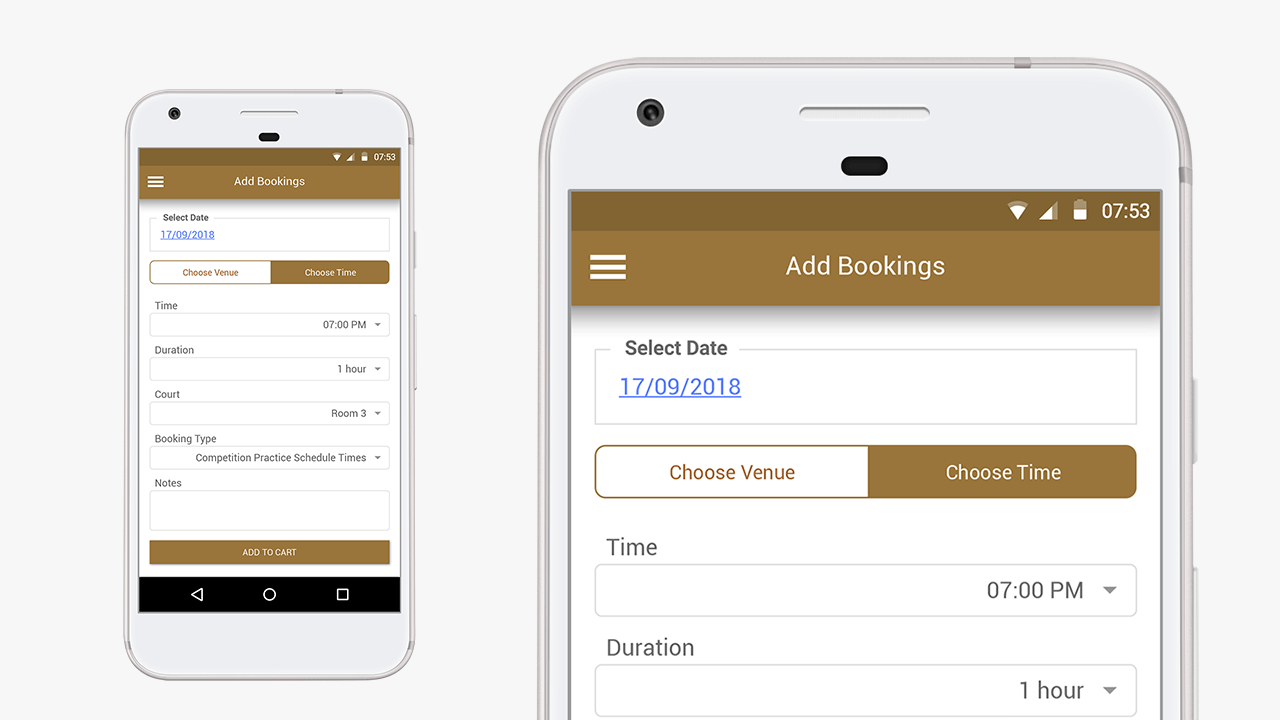 07:53
Add Bookings
Select Date
17/09/2018
Choose Venue Choose Time
Time
07:00 PM
Duration
1 hour
Court
Room 3
Booking Type
Competition Practice Schedule Times
Notes
ADD TO CART
07:53
Add Bookings
Select Date
17/09/2018
Choose Venue Choose Time
Time
07:00 PM
Duration
1 hour